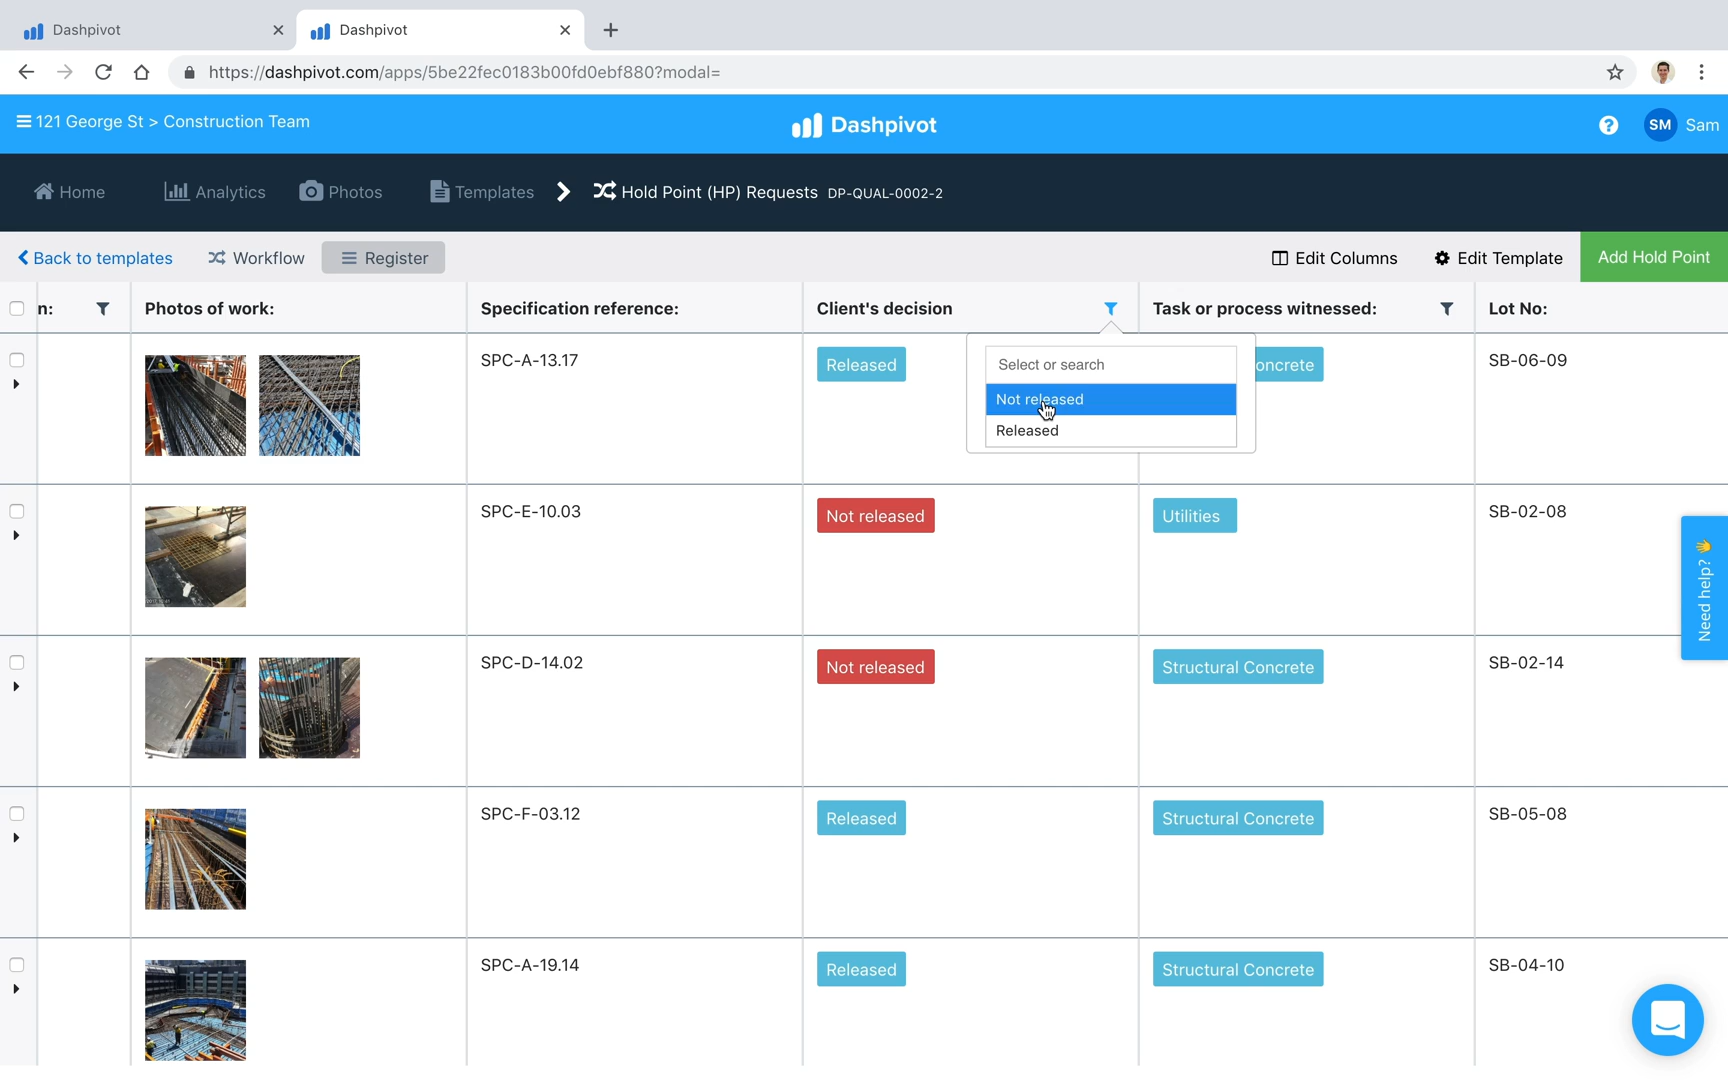 Dashpivot
Dashpivot
https://dashpivot.com/apps/5be22fec0183b00fd0ebf880?modal=
121 George St > Construction Team
Dashpivot
SM Sam
Home
Analytics
Photos
Templates
Hold Point (HP) Requests DP-QUAL-0002-2
Back to templates
Workflow
Register
Edit Columns
Edit Template
Add Hold Point
n:
Photos of work:
Specification reference:
Client's decision
Task or process witnessed:
Lot No:
SPC-A-13.17
Released
Select or search
Not released
Released
oncrete
SB-06-09
SPC-E-10.03
Not released
Utilities
SB-02-08
Need help? 👋
SPC-D-14.02
Not released
Structural Concrete
SB-02-14
SPC-F-03.12
Released
Structural Concrete
SB-05-08
SPC-A-19.14
Released
Structural Concrete
SB-04-10